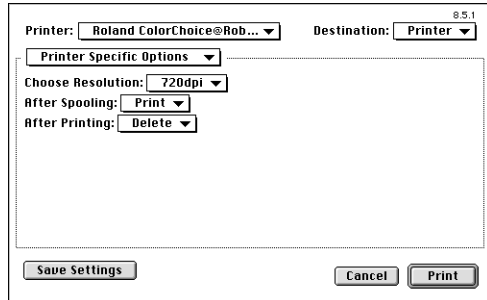 8.5.1
Printer: Roland ColorChoice@Rob... Destination: Printer
Printer Specific Options
Choose Resolution: 720dpi
After Spooling: Print
After Printing: Delete
Save Settings Cancel Print